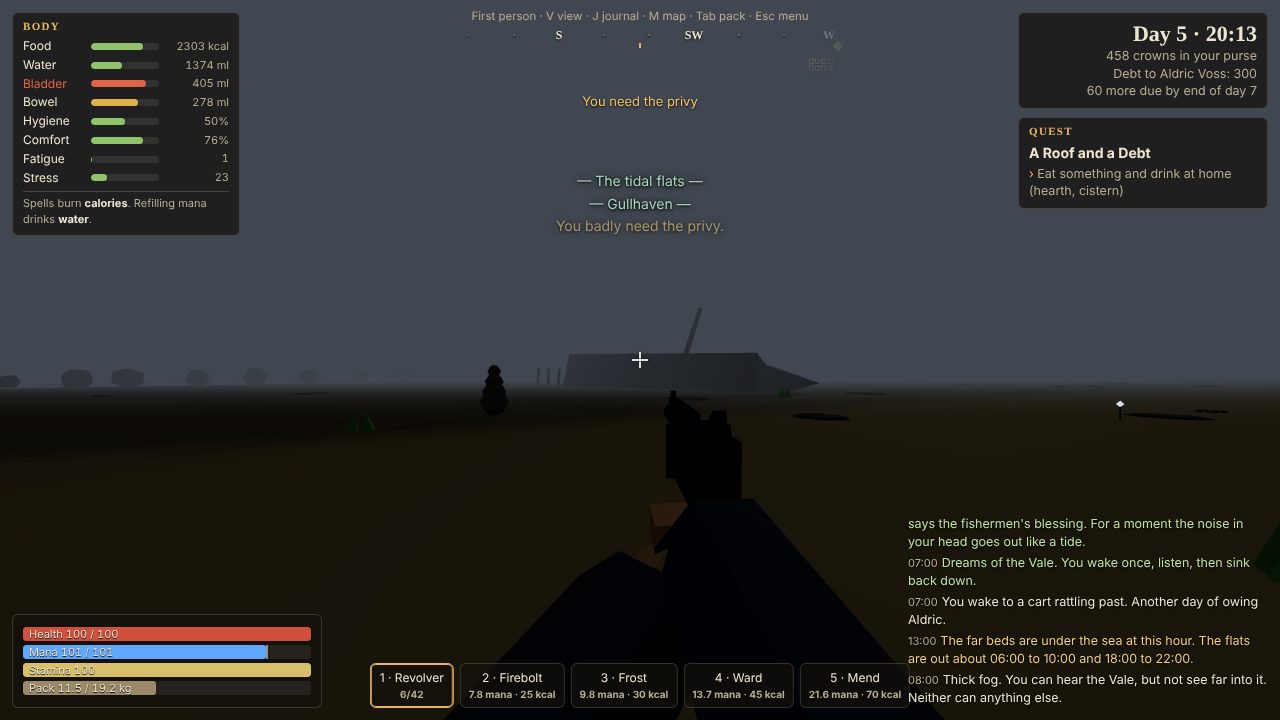 BODY
Food 2303 kcal
Water 1374 ml
Bladder 405 ml
Bowel 278 ml
Hygiene 50%
Comfort 76%
Fatigue 1
Stress 23
Spells burn calories. Refilling mana
drinks water.
First person · V view · J journal · M map · Tab pack · Esc menu
S SW W
quest
home
You need the privy
— The tidal flats —
— Gullhaven —
You badly need the privy.
Day 5 · 20:13
458 crowns in your purse
Debt to Aldric Voss: 300
60 more due by end of day 7
QUEST
A Roof and a Debt
› Eat something and drink at home
(hearth, cistern)
says the fishermen's blessing. For a moment the noise in
your head goes out like a tide.
07:00 Dreams of the Vale. You wake once, listen, then sink
back down.
07:00 You wake to a cart rattling past. Another day of owing
Aldric.
13:00 The far beds are under the sea at this hour. The flats
are out about 06:00 to 10:00 and 18:00 to 22:00.
08:00 Thick fog. You can hear the Vale, but not see far into it.
Neither can anything else.
Health 100 / 100
Mana 101 / 101
Stamina 100
Pack 11.5 / 19.2 kg
1 · Revolver
6/42
2 · Firebolt
7.8 mana · 25 kcal
3 · Frost
9.8 mana · 30 kcal
4 · Ward
13.7 mana · 45 kcal
5 · Mend
21.6 mana · 70 kcal